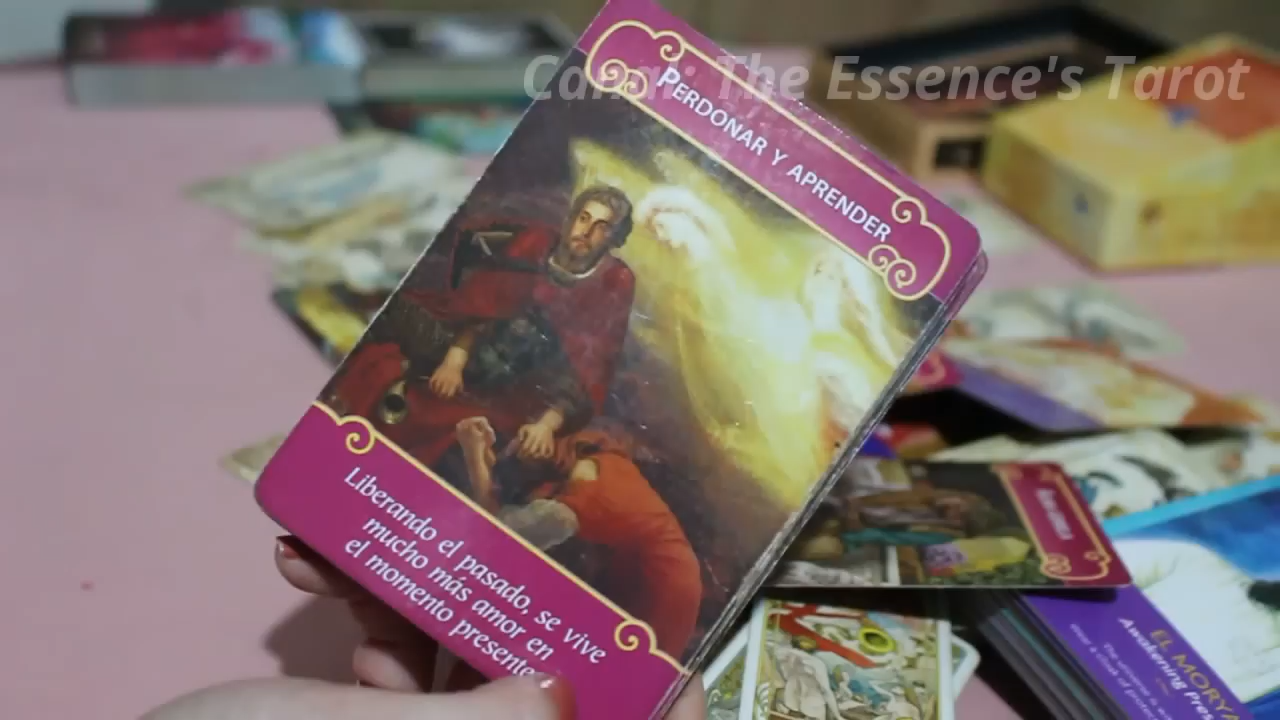 Canal: The Essence's Tarot
PERDONAR Y APRENDER
Liberando el pasado, se vive
mucho más amor en
el momento presente
EL MORYA
Awakening Pre